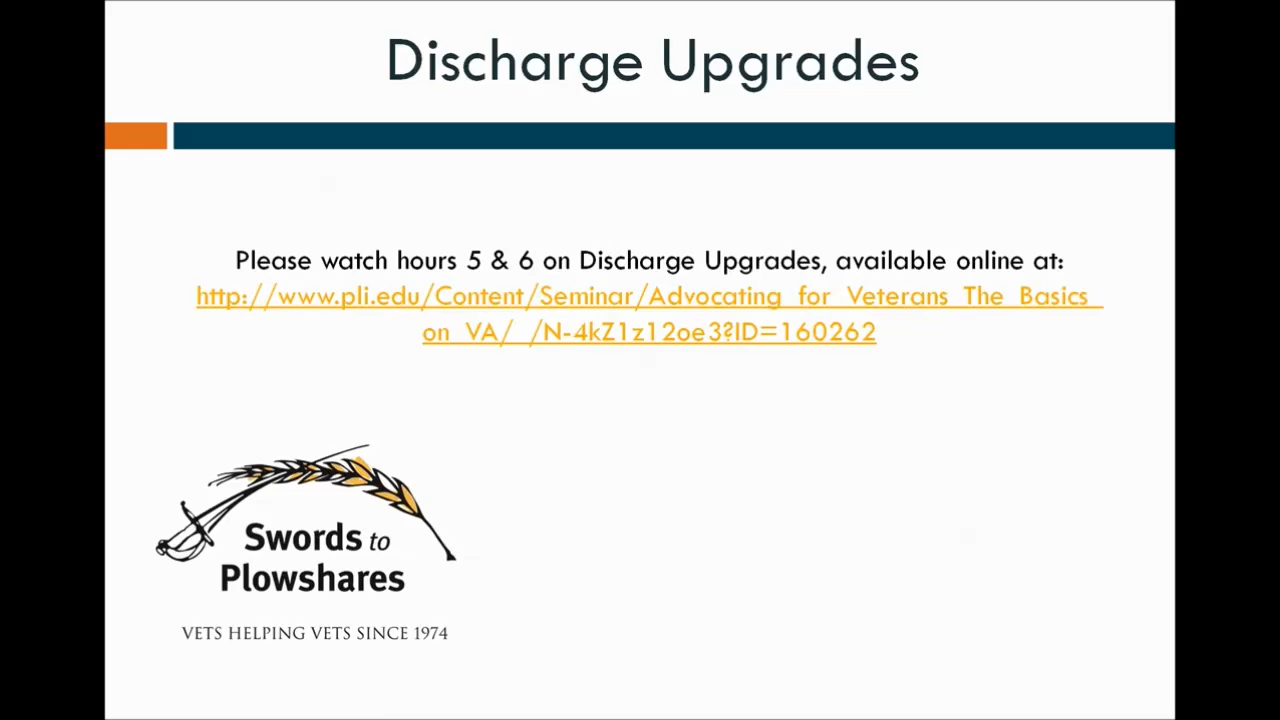 Discharge Upgrades
Please watch hours 5 & 6 on Discharge Upgrades, available online at:
http://www.pli.edu/Content/Seminar/Advocating_for_Veterans_The_Basics_
on_VA/_/N-4kZ1z12oe3?ID=160262
Swords to
Plowshares
VETS HELPING VETS SINCE 1974